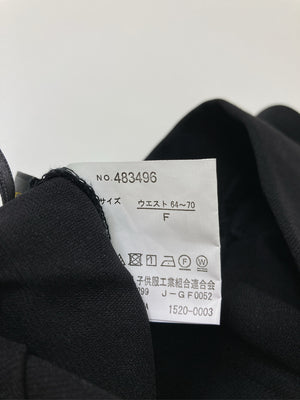 NO. 483496
サイズ ウエスト 64～70
F
子供服工業組合連合会
799 J-GF0052
A 1520-0003